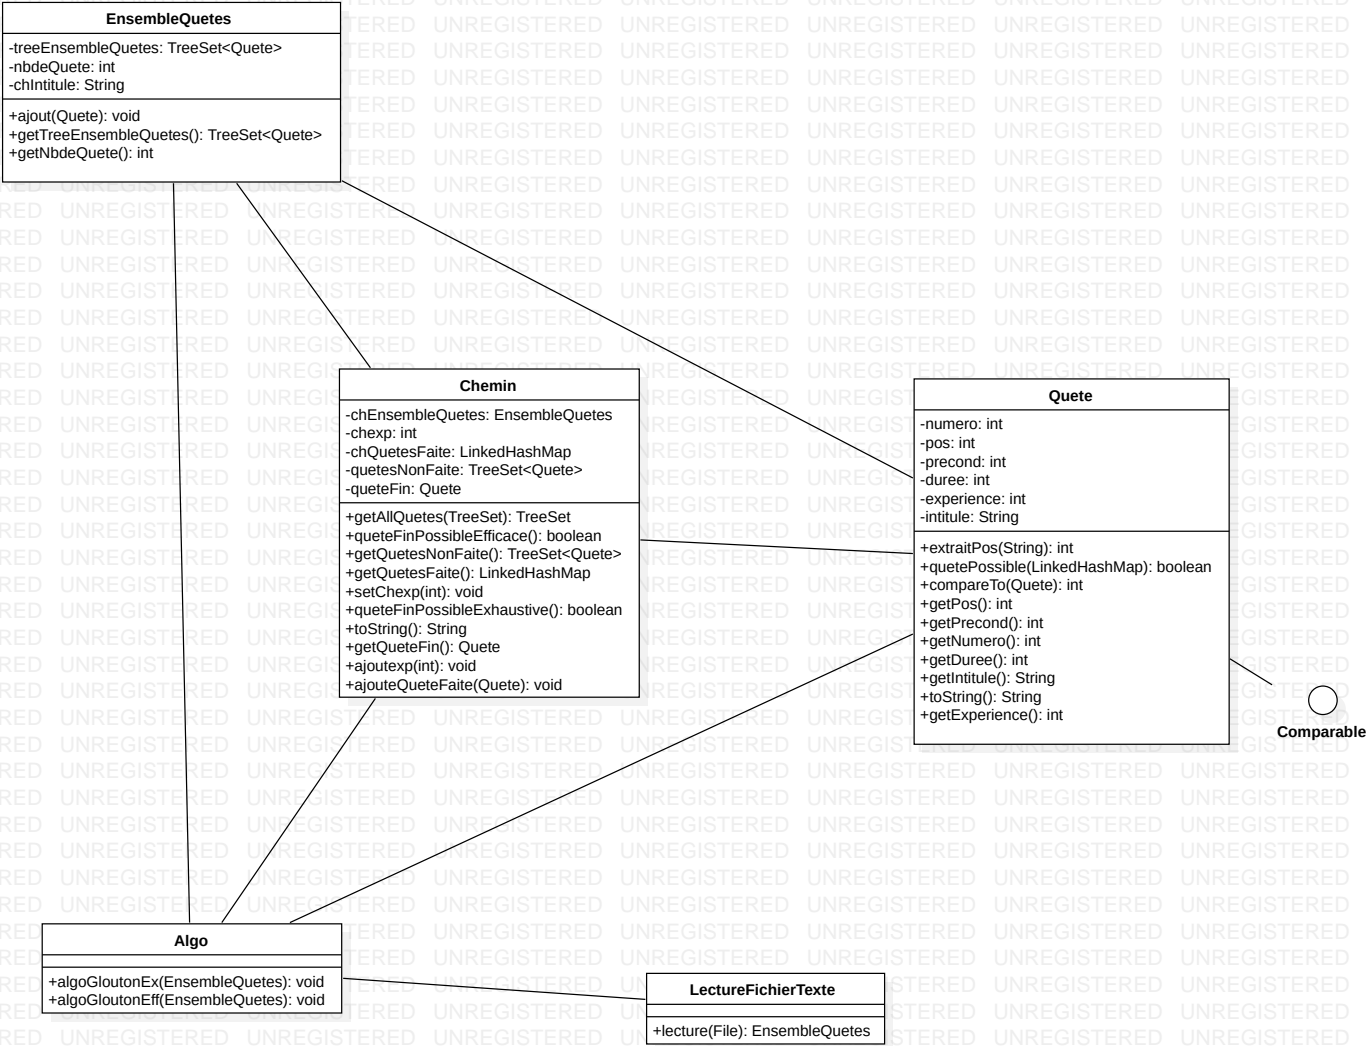 EnsembleQuetes
-treeEnsembleQuetes: TreeSet<Quete>
-nbdeQuete: int
-chIntitule: String
+ajout(Quete): void
+getTreeEnsembleQuetes(): TreeSet<Quete>
+getNbdeQuete(): int
Chemin
-chEnsembleQuetes: EnsembleQuetes
-chexp: int
-chQuetesFaite: LinkedHashMap
-quetesNonFaite: TreeSet<Quete>
-queteFin: Quete
+getAllQuetes(TreeSet): TreeSet
+queteFinPossibleEfficace(): boolean
+getQuetesNonFaite(): TreeSet<Quete>
+getQuetesFaite(): LinkedHashMap
+setChexp(int): void
+queteFinPossibleExhaustive(): boolean
+toString(): String
+getQueteFin(): Quete
+ajoutexp(int): void
+ajouteQueteFaite(Quete): void
Quete
-numero: int
-pos: int
-precond: int
-duree: int
-experience: int
-intitule: String
+extraitPos(String): int
+quetePossible(LinkedHashMap): boolean
+compareTo(Quete): int
+getPos(): int
+getPrecond(): int
+getNumero(): int
+getDuree(): int
+getIntitule(): String
+toString(): String
+getExperience(): int
Comparable
Algo
+algoGloutonEx(EnsembleQuetes): void
+algoGloutonEff(EnsembleQuetes): void
LectureFichierTexte
+lecture(File): EnsembleQuetes
UNREGISTERED